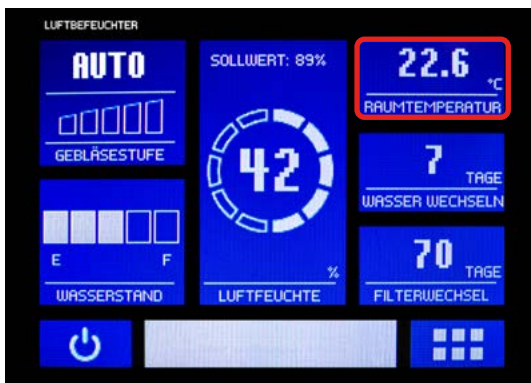 LUFTBEFEUCHTER
AUTO
GEBLÄSESTUFE
E F
WASSERSTAND
SOLLWERT: 89%
42
%
LUFTFEUCHTE
22.6
°C
RAUMTEMPERATUR
7 TAGE
WASSER WECHSELN
70 TAGE
FILTERWECHSEL